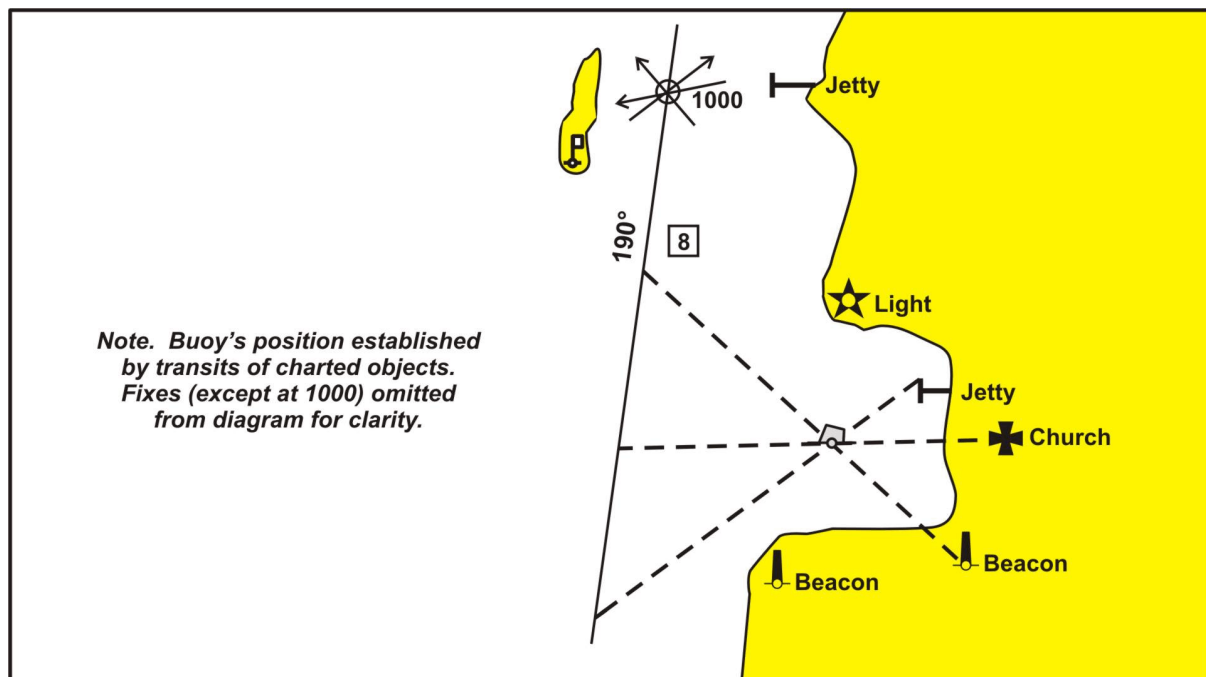 1000
Jetty
190°
8
Light
Note. Buoy's position established
by transits of charted objects.
Fixes (except at 1000) omitted
from diagram for clarity.
Jetty
Church
Beacon
Beacon